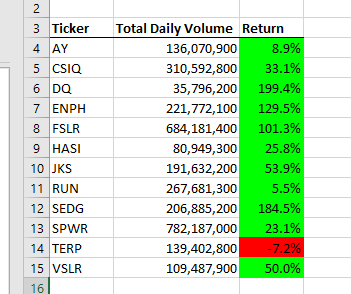 2
3 Ticker Total Daily Volume Return
4 AY 136,070,900 8.9%
5 CSIQ 310,592,800 33.1%
6 DQ 35,796,200 199.4%
7 ENPH 221,772,100 129.5%
8 FSLR 684,181,400 101.3%
9 HASI 80,949,300 25.8%
10 JKS 191,632,200 53.9%
11 RUN 267,681,300 5.5%
12 SEDG 206,885,200 184.5%
13 SPWR 782,187,000 23.1%
14 TERP 139,402,800 -7.2%
15 VSLR 109,487,900 50.0%
16